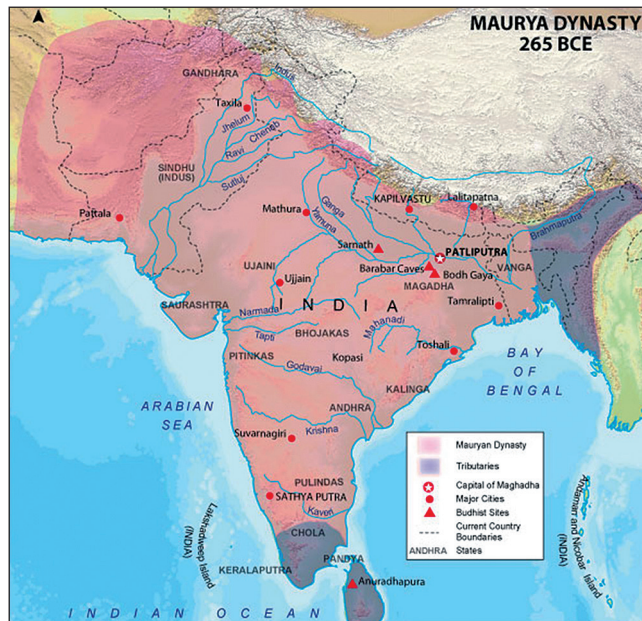 MAURYA DYNASTY
265 BCE
GANDHARA
Indus
Taxila
Jhelum
Chenab
Ravi
SINDHU
(INDUS)
Sutluj
Pattala
Mathura
Ganga
Yamuna
KAPILVASTU
Lalitapatna
Brahmaputra
Sarnath
PATLIPUTRA
UJAINI
Ujjain
Barabar Caves
Bodh Gaya
VANGA
MAGADHA
SAURASHTRA
Narmada
INDIA
Tamralipti
Tapti
BHOJAKAS
Mahanadi
PITINKAS
Kopasi
Toshali
Godavai
KALINGA
BAY
OF
BENGAL
ARABIAN
SEA
ANDHRA
Suvarnagiri
Krishna
PULINDAS
SATHYA PUTRA
Kaveri
CHOLA
PANDYA
KERALAPUTRA
Anuradhapura
Lakshadweep Island
(INDIA)
Andamarn and Nicobar Island
(INDIA)
INDIAN OCEAN
Mauryan Dynasty
Tributaries
Capital of Maghadha
Major Cities
Budhist Sites
Current Country
Boundaries
ANDHRA States